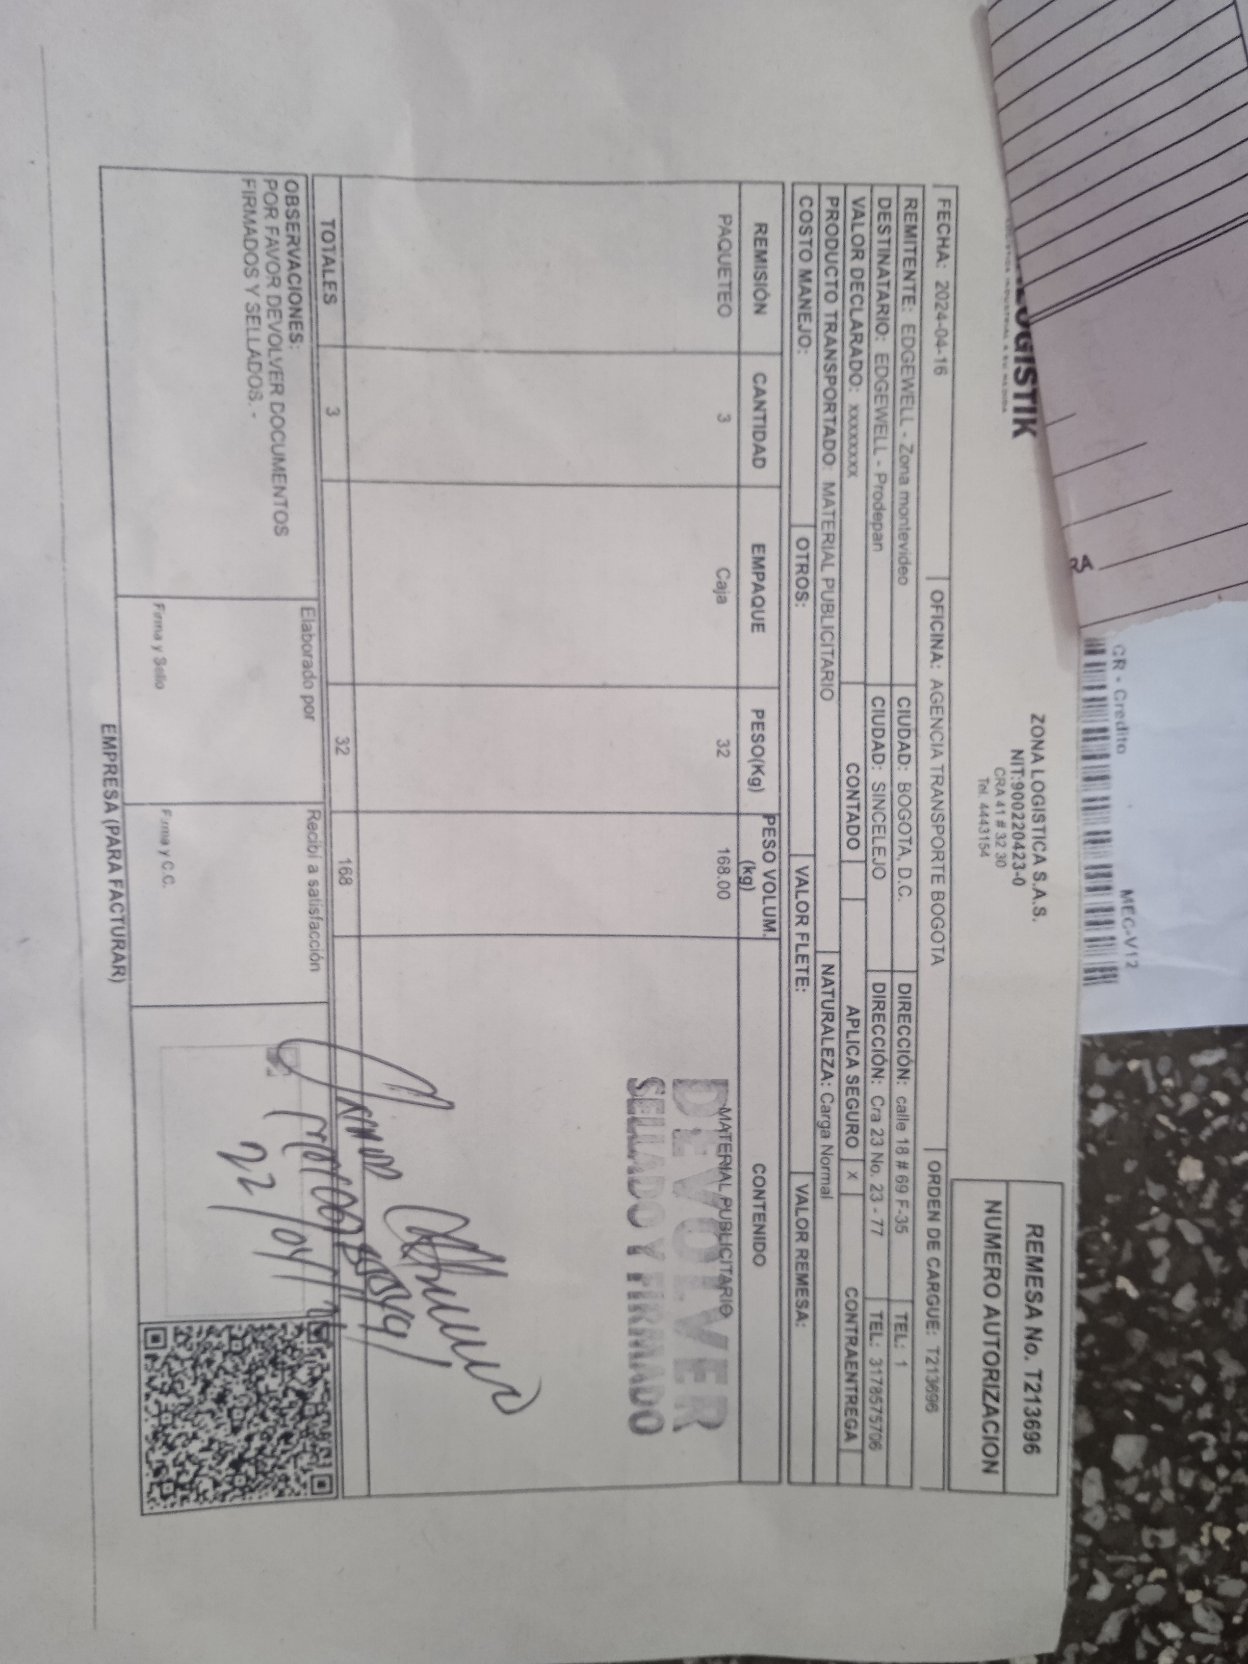 CR - Credito
MEC-V12
RA
LOGISTIK
ZONA LOGISTICA S.A.S.
NIT:900220423-0
CRA 41 # 32 30
Tel 4443154
REMESA No. T213696
NUMERO AUTORIZACION
FECHA: 2024-04-16 OFICINA: AGENCIA TRANSPORTE BOGOTA ORDEN DE CARGUE: T213696
REMITENTE: EDGEWELL - Zona montevideo CIUDAD: BOGOTA, D.C. DIRECCIÓN: calle 18 # 69 F-35 TEL: 1
DESTINATARIO: EDGEWELL - Prodepan CIUDAD: SINCELEJO DIRECCIÓN: Cra 23 No. 23 - 77 TEL: 3178575706
VALOR DECLARADO: xxxxxxxx CONTADO APLICA SEGURO x CONTRAENTREGA
PRODUCTO TRANSPORTADO: MATERIAL PUBLICITARIO NATURALEZA: Carga Normal
COSTO MANEJO: OTROS: VALOR FLETE: VALOR REMESA:
REMISIÓN CANTIDAD EMPAQUE PESO(Kg) PESO VOLUM. (kg) CONTENIDO
PAQUETEO 3 Caja 32 168.00 MATERIAL PUBLICITARIO
DEVOLVER
SELLADO Y FIRMADO
TOTALES 3 32 168
OBSERVACIONES:
POR FAVOR DEVOLVER DOCUMENTOS
FIRMADOS Y SELLADOS. -
Elaborado por
Firma y Sello
Recibí a satisfacción
Firma y C.C.
22/04/
EMPRESA (PARA FACTURAR)